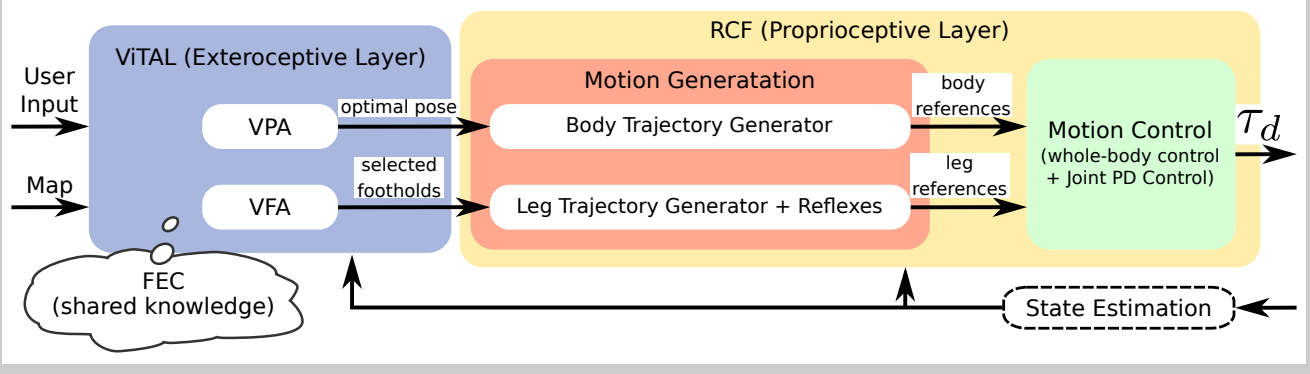 ViTAL (Exteroceptive Layer)
RCF (Proprioceptive Layer)
User
Input
Map
VPA
VFA
optimal pose
selected
footholds
Motion Generatation
Body Trajectory Generator
Leg Trajectory Generator + Reflexes
body
references
leg
references
Motion Control
(whole-body control
+ Joint PD Control)
τd
FEC
(shared knowledge)
State Estimation